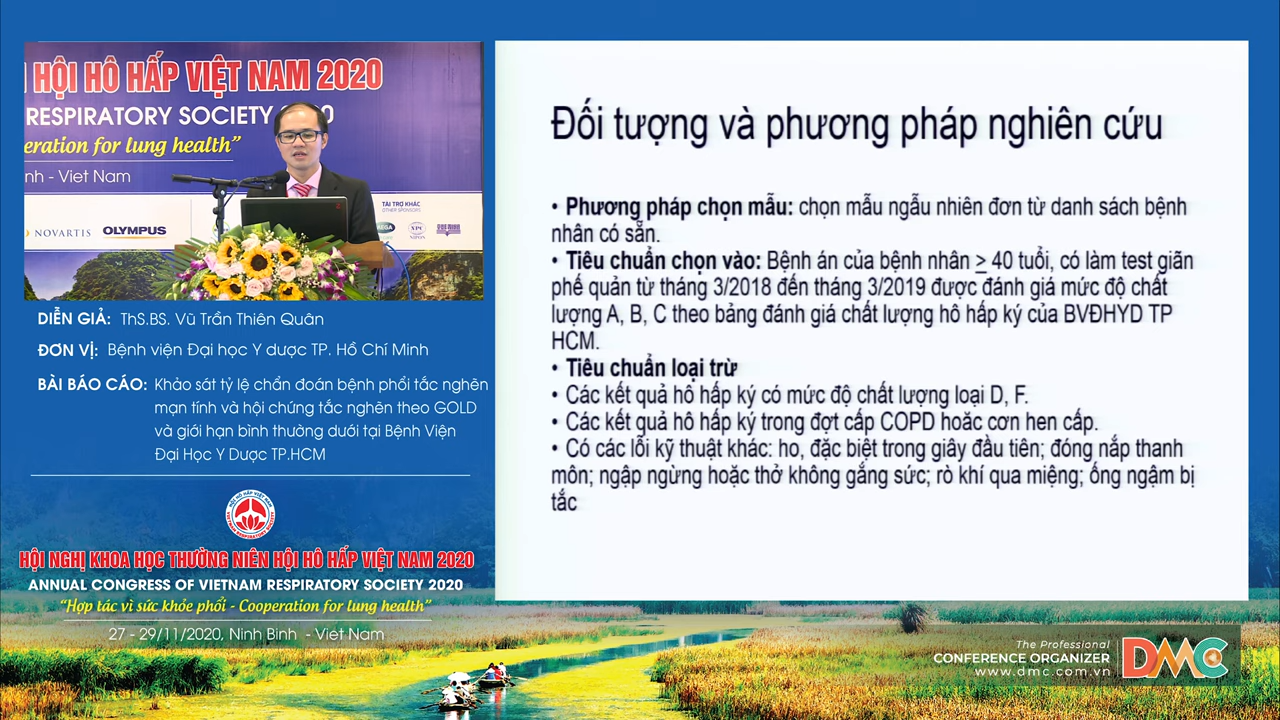 HỘI HÔ HẤP VIỆT NAM 2020
RESPIRATORY SOCIETY 2020
eration for lung health”
nh - Viet Nam
NOVARTIS
OLYMPUS
TÀI TRỢ KHÁC
DIỄN GIẢ: ThS.BS. Vũ Trần Thiên Quân
ĐƠN VỊ: Bệnh viện Đại học Y dược TP. Hồ Chí Minh
BÀI BÁO CÁO: Khảo sát tỷ lệ chẩn đoán bệnh phổi tắc nghẽn
mạn tính và hội chứng tắc nghẽn theo GOLD
và giới hạn bình thường dưới tại Bệnh Viện
Đại Học Y Dược TP.HCM
HỘI HÔ HẤP VIỆT NAM
VIETNAM RESPIRATORY SOCIETY
HỘI NGHỊ KHOA HỌC THƯỜNG NIÊN HỘI HÔ HẤP VIỆT NAM 2020
ANNUAL CONGRESS OF VIETNAM RESPIRATORY SOCIETY 2020
“Hợp tác vì sức khỏe phổi - Cooperation for lung health”
27 - 29/11/2020, Ninh Binh - Viet Nam
Đối tượng và phương pháp nghiên cứu
• Phương pháp chọn mẫu: chọn mẫu ngẫu nhiên đơn từ danh sách bệnh
nhân có sẵn.
• Tiêu chuẩn chọn vào: Bệnh án của bệnh nhân ≥ 40 tuổi, có làm test giãn
phế quản từ tháng 3/2018 đến tháng 3/2019 được đánh giá mức độ chất
lượng A, B, C theo bảng đánh giá chất lượng hô hấp ký của BVĐHYD TP
HCM.
• Tiêu chuẩn loại trừ
• Các kết quả hô hấp ký có mức độ chất lượng loại D, F.
• Các kết quả hô hấp ký trong đợt cấp COPD hoặc cơn hen cấp.
• Có các lỗi kỹ thuật khác: ho, đặc biệt trong giây đầu tiên; đóng nắp thanh
môn; ngập ngừng hoặc thở không gắng sức; rò khí qua miệng; ống ngậm bị
tắc
The Professional
CONFERENCE ORGANIZER
www.dmc.com.vn
DMC